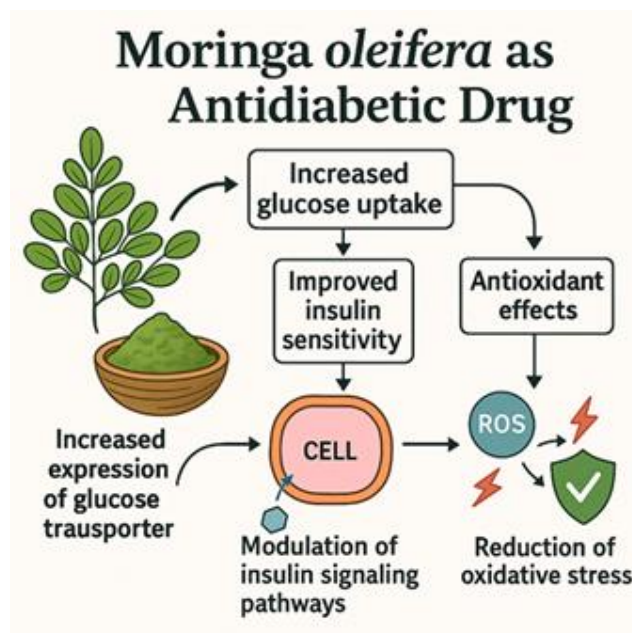 Moringa oleifera as
Antidiabetic Drug
Increased
glucose uptake
Improved
insulin
sensitivity
Antioxidant
effects
Increased
expression
of glucose
trausporter
CELL
ROS
Modulation of
insulin signaling
pathways
Reduction of
oxidative stress